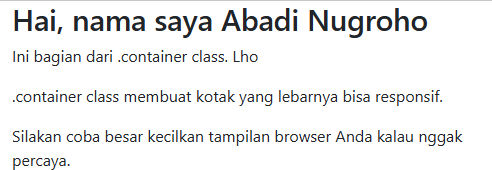 Hai, nama saya Abadi Nugroho
Ini bagian dari .container class. Lho
.container class membuat kotak yang lebarnya bisa responsif.
Silakan coba besar kecilkan tampilan browser Anda kalau nggak
percaya.